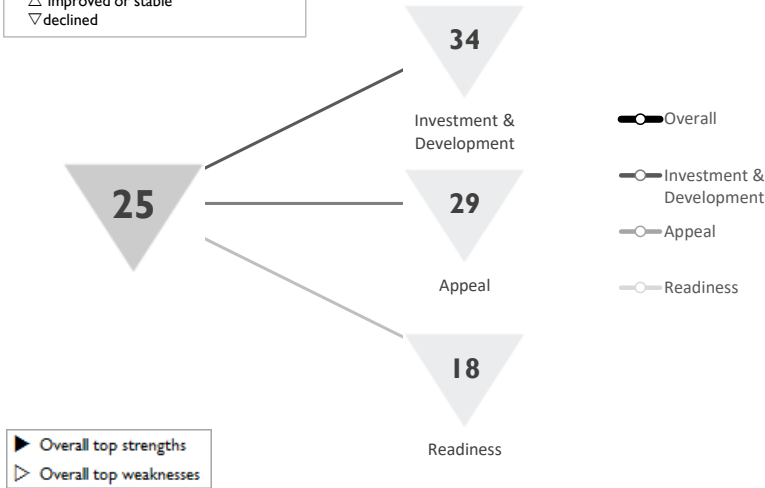 △ improved or stable
▽ declined
34
Investment &
Development
25
29
Appeal
18
Readiness
Overall
Investment &
Development
Appeal
Readiness
▶ Overall top strengths
▷ Overall top weaknesses